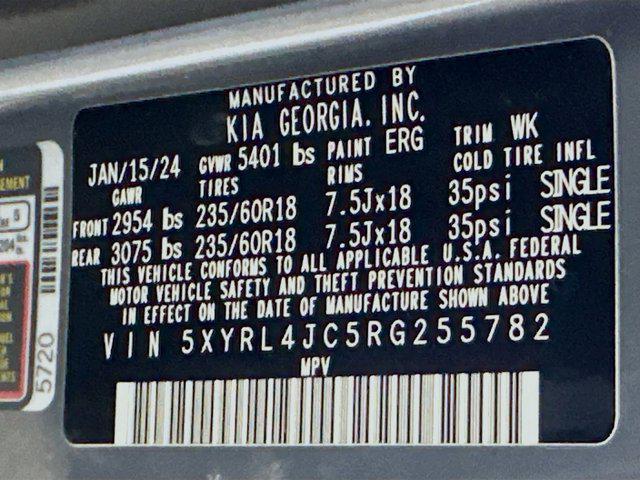 MANUFACTURED BY
KIA GEORGIA, INC.
JAN/15/24 GVWR 5401 lbs PAINT ERG TRIM WK
GAWR TIRES RIMS COLD TIRE INFL
FRONT 2954 lbs 235/60R18 7.5Jx18 35psi SINGLE
REAR 3075 lbs 235/60R18 7.5Jx18 35psi SINGLE
THIS VEHICLE CONFORMS TO ALL APPLICABLE U.S.A. FEDERAL
MOTOR VEHICLE SAFETY AND THEFT PREVENTION STANDARDS
IN EFFECT ON THE DATE OF MANUFACTURE SHOWN ABOVE
VIN 5XYRL4JC5RG255782
MPV
5720